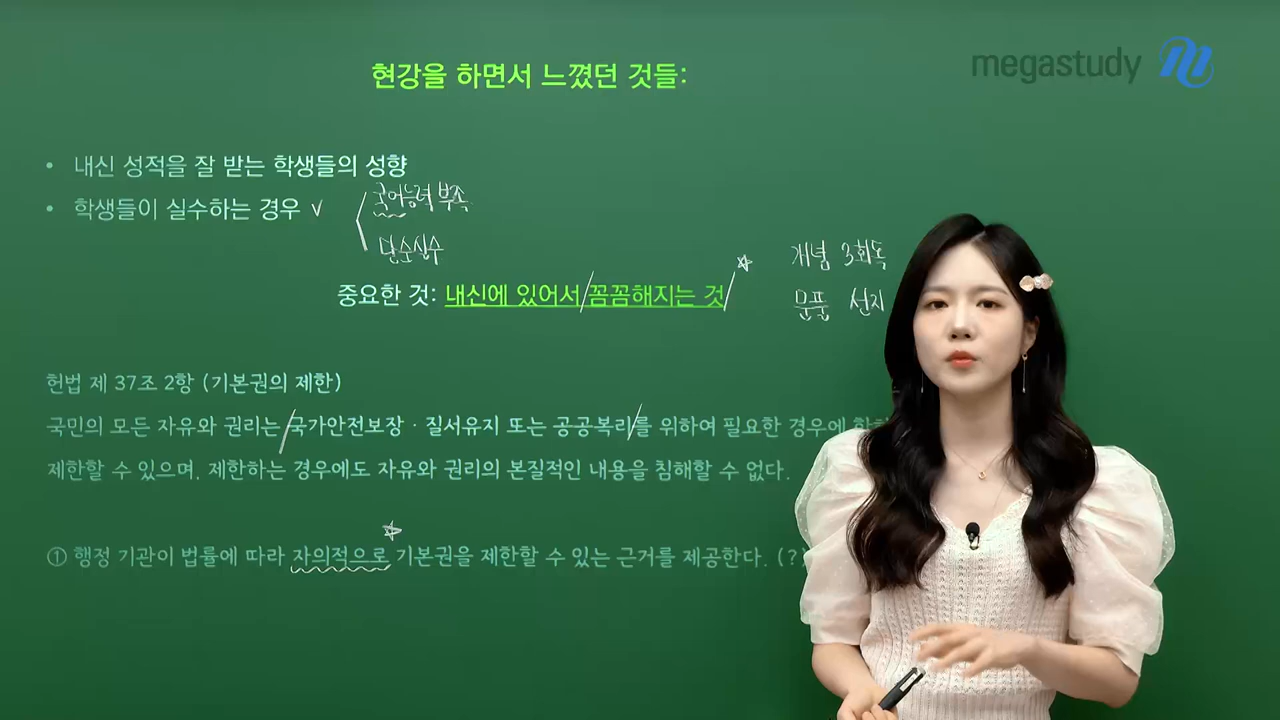 현강을 하면서 느꼈던 것들:
megastudy
• 내신 성적을 잘 받는 학생들의 성향
• 학생들이 실수하는 경우 ✓
국어능력 부족
단순실수
중요한 것: 내신에 있어서 꼼꼼해지는 것
개념 3회독
문풀 선지
헌법 제 37조 2항 (기본권의 제한)
국민의 모든 자유와 권리는 국가안전보장·질서유지 또는 공공복리를 위하여 필요한 경우에
제한할 수 있으며, 제한하는 경우에도 자유와 권리의 본질적인 내용을 침해할 수 없다.
① 행정 기관이 법률에 따라 자의적으로 기본권을 제한할 수 있는 근거를 제공한다. (?)